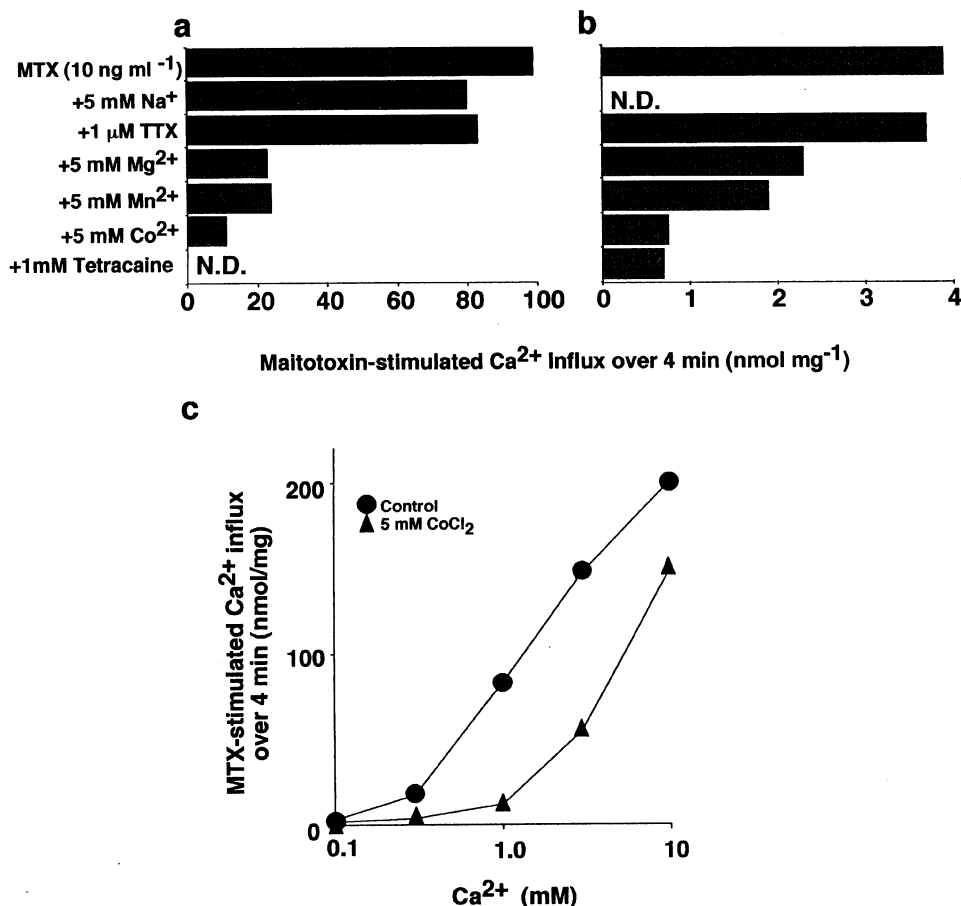 a
b
MTX (10 ng ml ⁻¹)
+5 mM Na⁺
+1 µM TTX
+5 mM Mg²⁺
+5 mM Mn²⁺
+5 mM Co²⁺
+1mM Tetracaine
N.D.
0 20 40 60 80 100
N.D.
0 1 2 3 4
Maitotoxin-stimulated Ca²⁺ Influx over 4 min (nmol mg⁻¹)
c
MTX-stimulated Ca²⁺ influx
over 4 min (nmol/mg)
200
100
0
Control
5 mM CoCl₂
0.1 1.0 10
Ca²⁺ (mM)